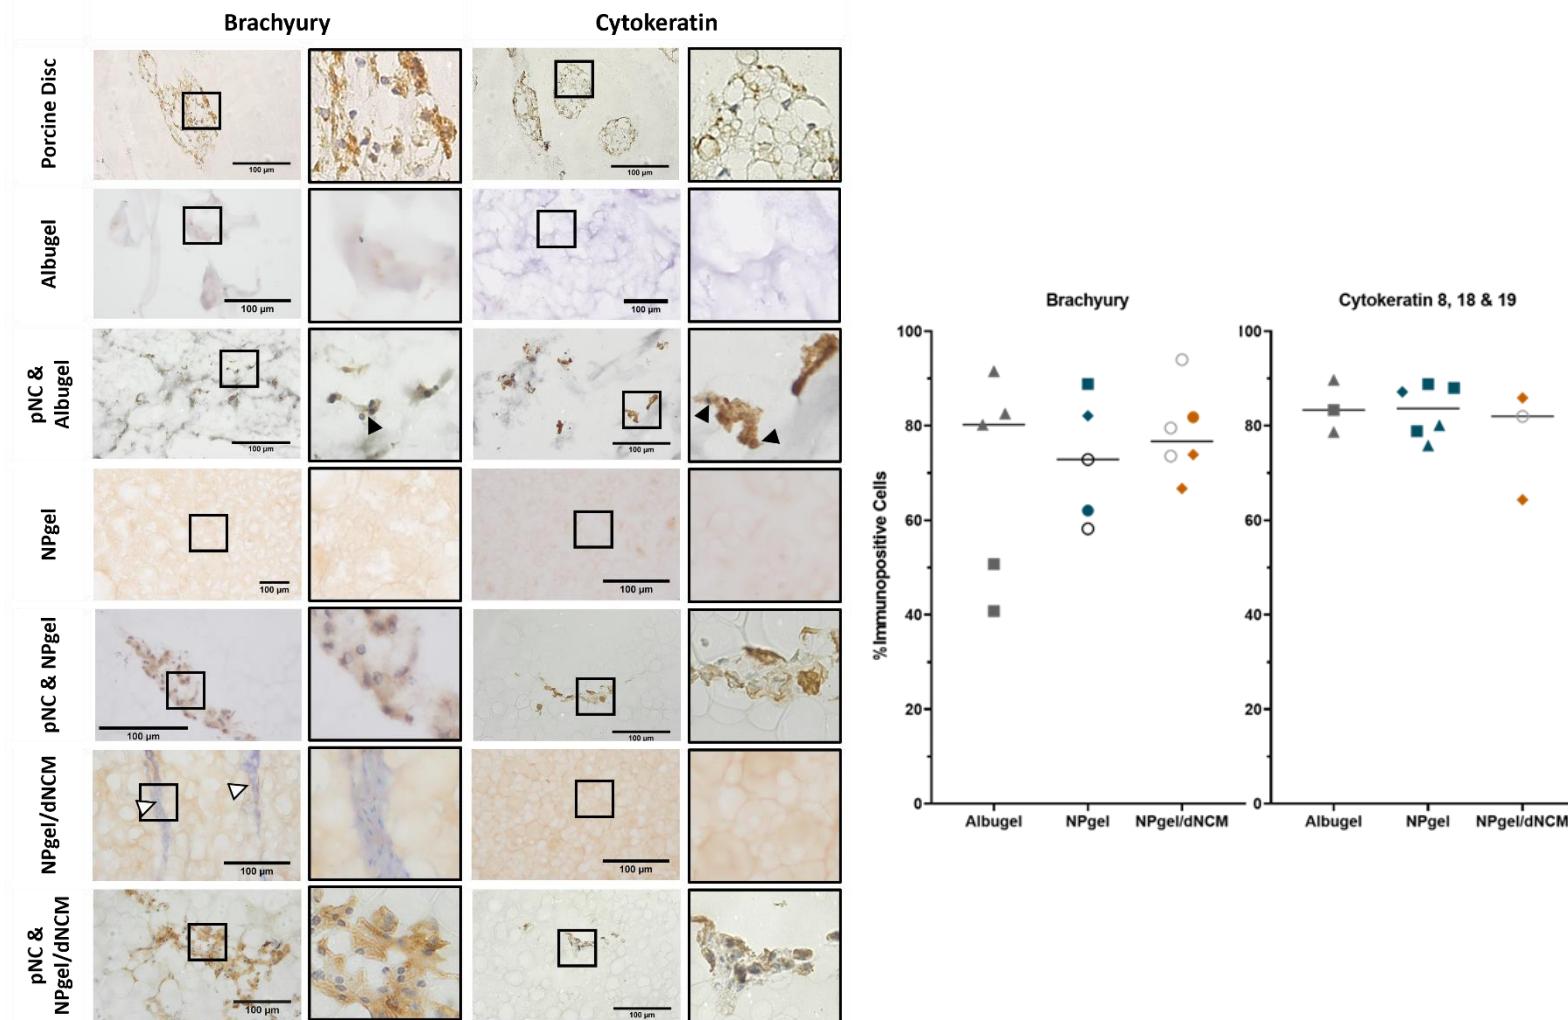 Brachyury
Cytokeratin
Porcine Disc
100 µm
100 µm
Albugel
100 µm
100 µm
pNC &
Albugel
100 µm
100 µm
NPgel
100 µm
100 µm
pNC & NPgel
100 µm
100 µm
NPgel/dNCM
100 µm
100 µm
pNC &
NPgel/dNCM
100 µm
100 µm
Brachyury
% Immunopositive Cells
100
80
60
40
20
0
Albugel
NPgel
NPgel/dNCM
Cytokeratin 8, 18 & 19
100
80
60
40
20
0
Albugel
NPgel
NPgel/dNCM